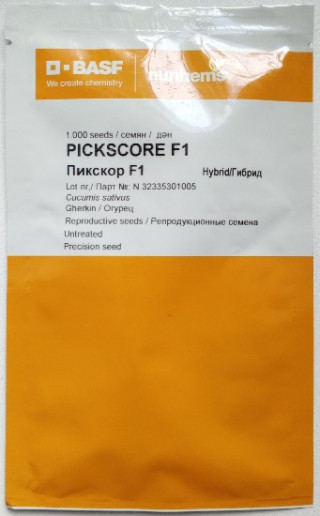 BASF
We create chemistry
nunhems
1 000 seeds / семян / дән
PICKSCORE F1
Пикскор F1 Hybrid/Гибрид
Lot nr./ Парт №: N 32335301005
Cucumis sativus
Gherkin / Огурец
Reproductive seeds / Репродукционные семена
Untreated
Precision seed